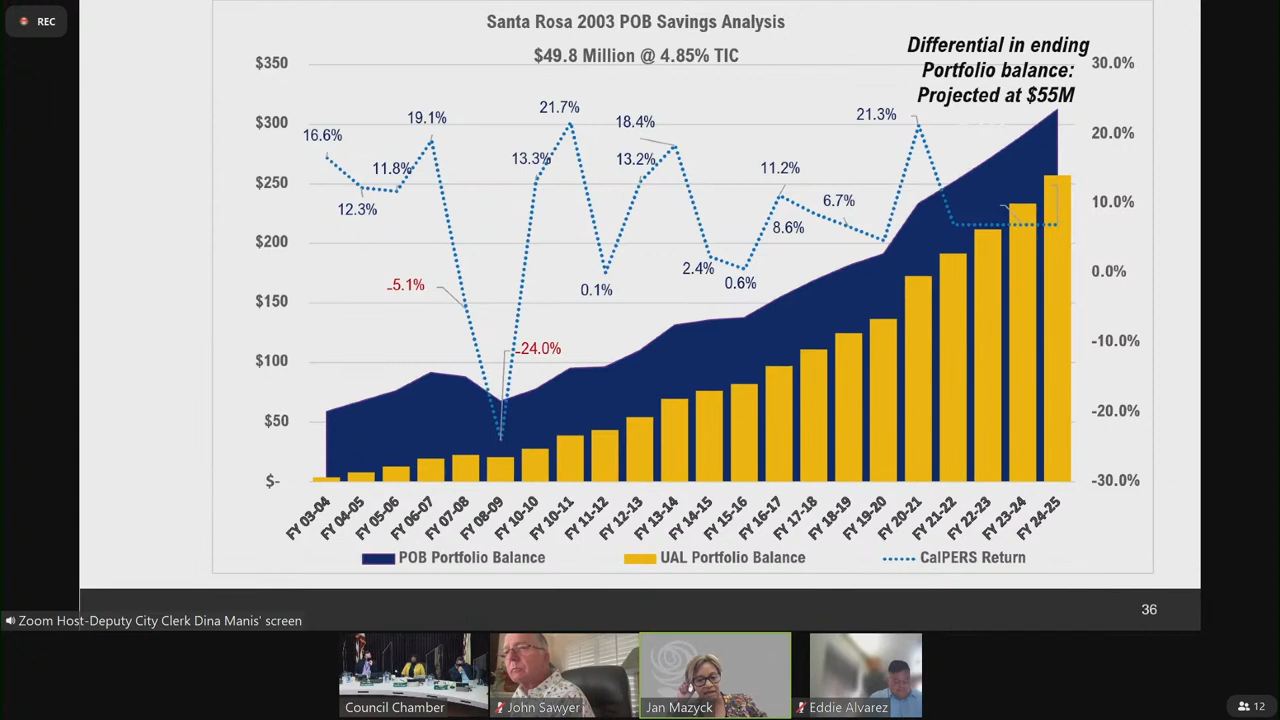 REC
Santa Rosa 2003 POB Savings Analysis
$49.8 Million @ 4.85% TIC
Differential in ending
Portfolio balance:
Projected at $55M
$350
$300
$250
$200
$150
$100
$50
$-
30.0%
20.0%
10.0%
0.0%
-10.0%
-20.0%
-30.0%
16.6%
12.3%
11.8%
19.1%
-5.1%
-24.0%
13.3%
21.7%
0.1%
13.2%
18.4%
2.4%
0.6%
11.2%
8.6%
6.7%
21.3%
FY 03-04
FY 04-05
FY 05-06
FY 06-07
FY 07-08
FY 08-09
FY 10-10
FY 10-11
FY 11-12
FY 12-13
FY 13-14
FY 14-15
FY 15-16
FY 16-17
FY 17-18
FY 18-19
FY 19-20
FY 20-21
FY 21-22
FY 22-23
FY 23-24
FY 24-25
POB Portfolio Balance
UAL Portfolio Balance
CalPERS Return
36
Zoom Host-Deputy City Clerk Dina Manis' screen
Council Chamber
John Sawyer
Jan Mazyck
Eddie Alvarez
12